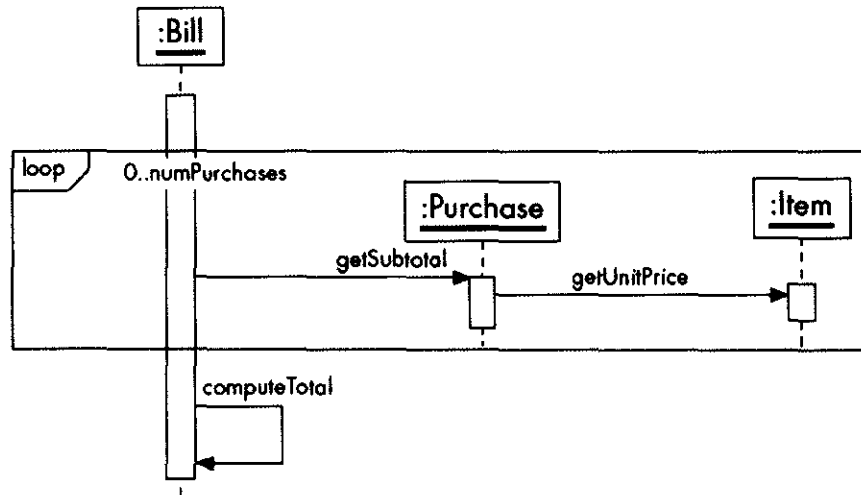 :Bill
loop
0..numPurchases
:Purchase
:Item
getSubtotal
getUnitPrice
computeTotal